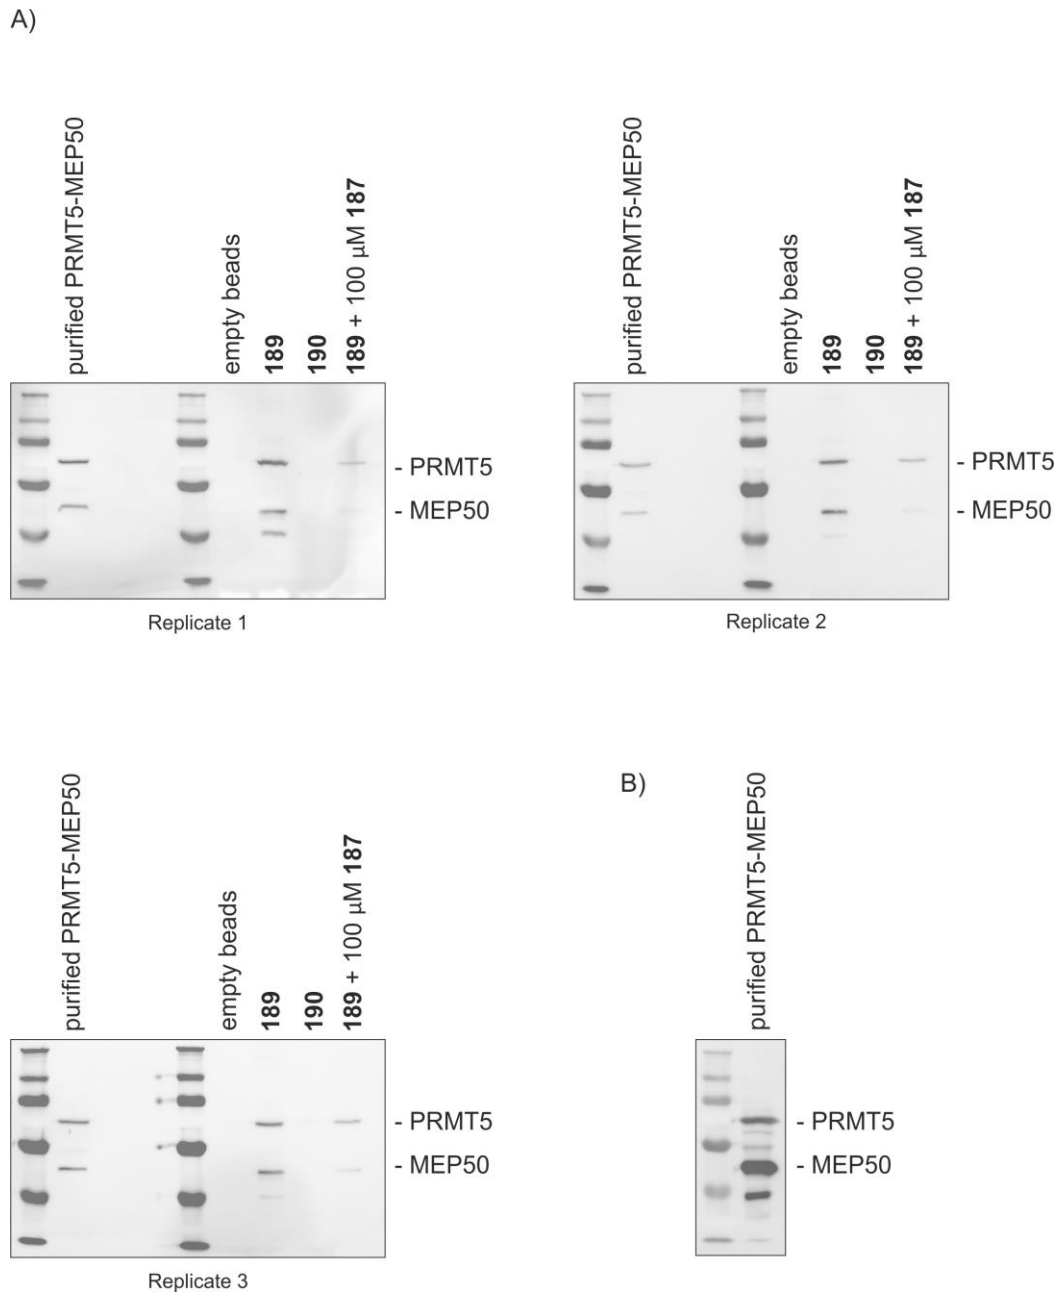 A)
purified PRMT5-MEP50
empty beads
189
190
189 + 100 µM 187
- PRMT5
- MEP50
Replicate 1
purified PRMT5-MEP50
empty beads
189
190
189 + 100 µM 187
- PRMT5
- MEP50
Replicate 2
purified PRMT5-MEP50
empty beads
189
190
189 + 100 µM 187
- PRMT5
- MEP50
Replicate 3
B)
purified PRMT5-MEP50
- PRMT5
- MEP50